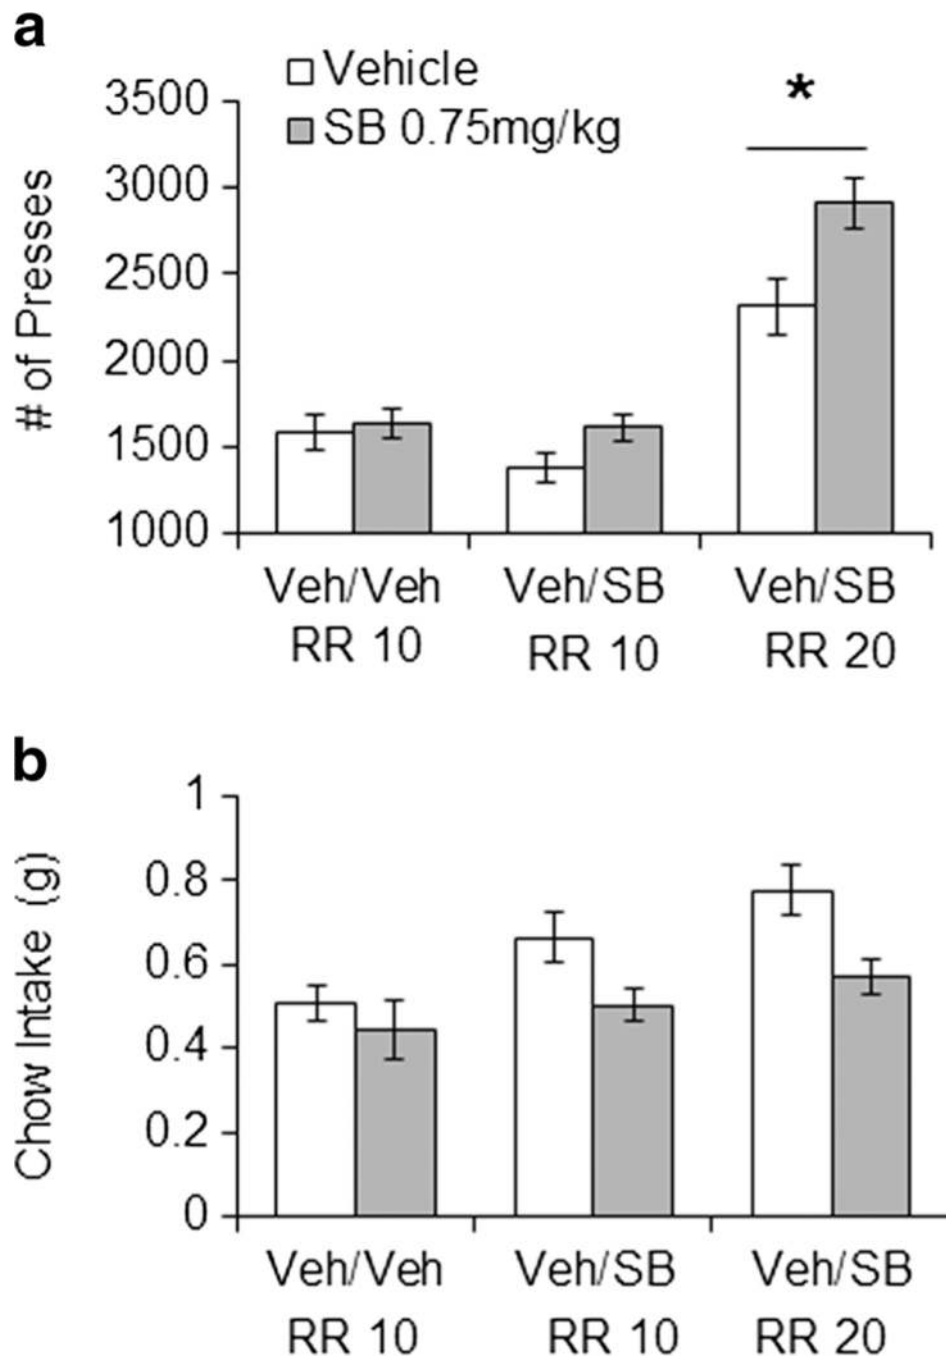 a
Vehicle
SB 0.75mg/kg
*
3500
3000
2500
2000
1500
1000
# of Presses
Veh/Veh Veh/SB Veh/SB
RR 10 RR 10 RR 20
b
1
0.8
0.6
0.4
0.2
0
Chow Intake (g)
Veh/Veh Veh/SB Veh/SB
RR 10 RR 10 RR 20